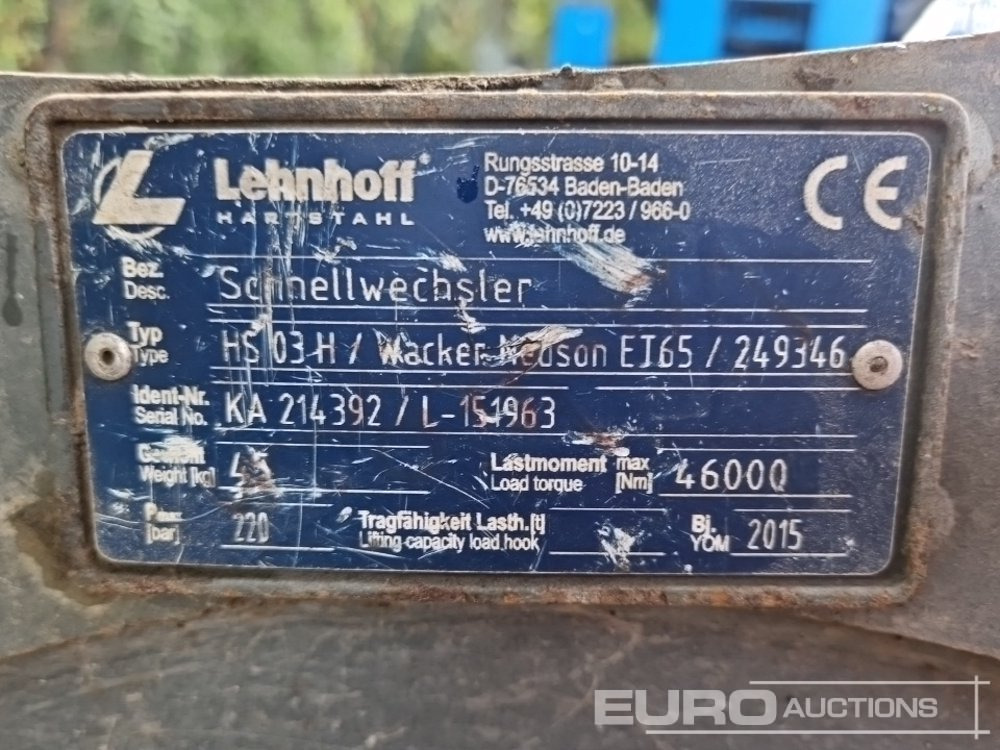 Lehnhoff®
HARTSTAHL
Rungsstrasse 10-14
D-76534 Baden-Baden
Tel. +49 (0)7223 / 966-0
www.lehnhoff.de
CE
Bez. Desc. Schnellwechsler
Typ Type HS 03-H / Wacker Neuson ET65 / 249346
Ident-Nr. Serial No. KA 214392 / L-151963
Gewicht Weight [kg]
Lastmoment Load torque max [Nm] 46000
P max. [bar] 220
Tragfähigkeit Lasth.[t] Lifting capacity load hook
Bj. YOM 2015
EURO AUCTIONS